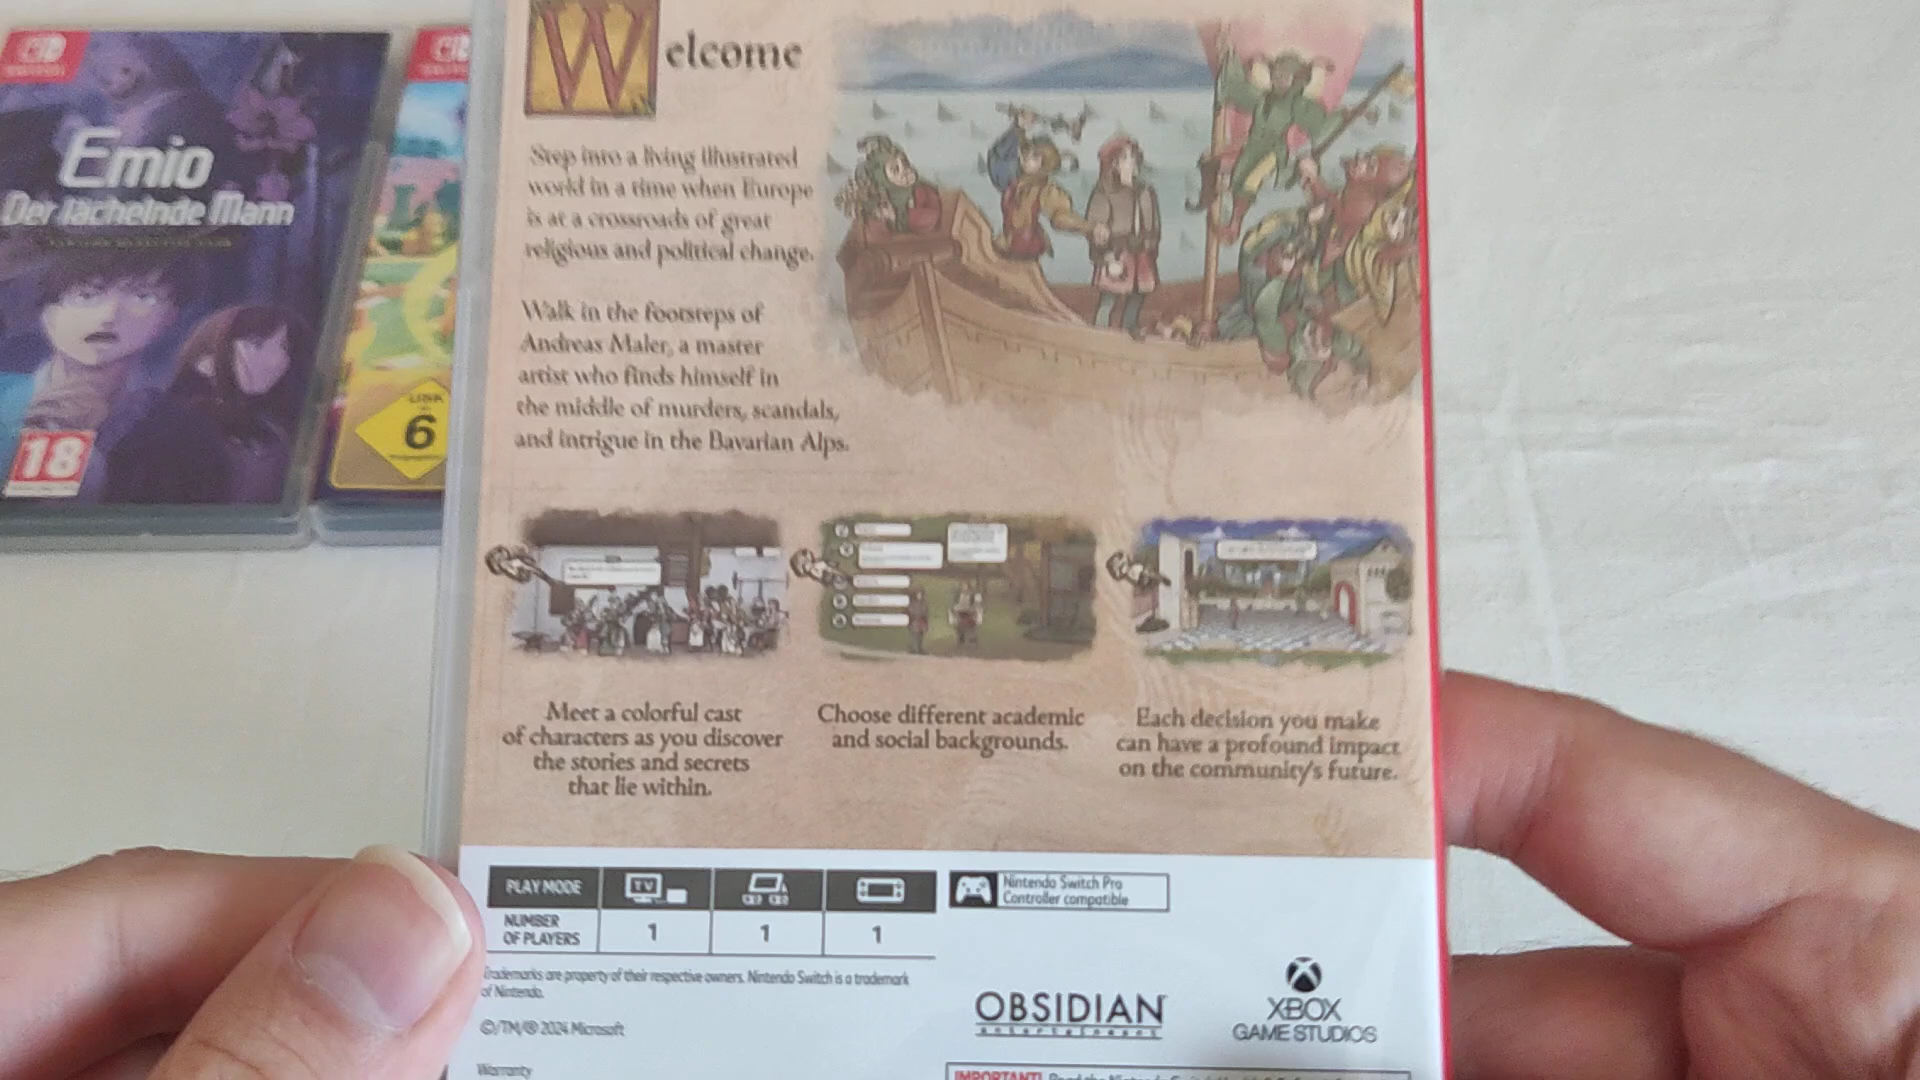 Emio
Der lächelnde Mann
18
USK
6
Welcome
Step into a living illustrated
world in a time when Europe
is at a crossroads of great
religious and political change.
Walk in the footsteps of
Andreas Maler, a master
artist who finds himself in
the middle of murders, scandals,
and intrigue in the Bavarian Alps.
Meet a colorful cast
of characters as you discover
the stories and secrets
that lie within.
Choose different academic
and social backgrounds.
Each decision you make
can have a profound impact
on the community's future.
PLAY MODE
TV
NUMBER
OF PLAYERS
1
1
1
Nintendo Switch Pro
Controller compatible
Trademarks are property of their respective owners. Nintendo Switch is a trademark
of Nintendo.
©/TM/® 2024 Microsoft
Warranty
OBSIDIAN
entertainment
XBOX
GAME STUDIOS
IMPORTANT! Read the